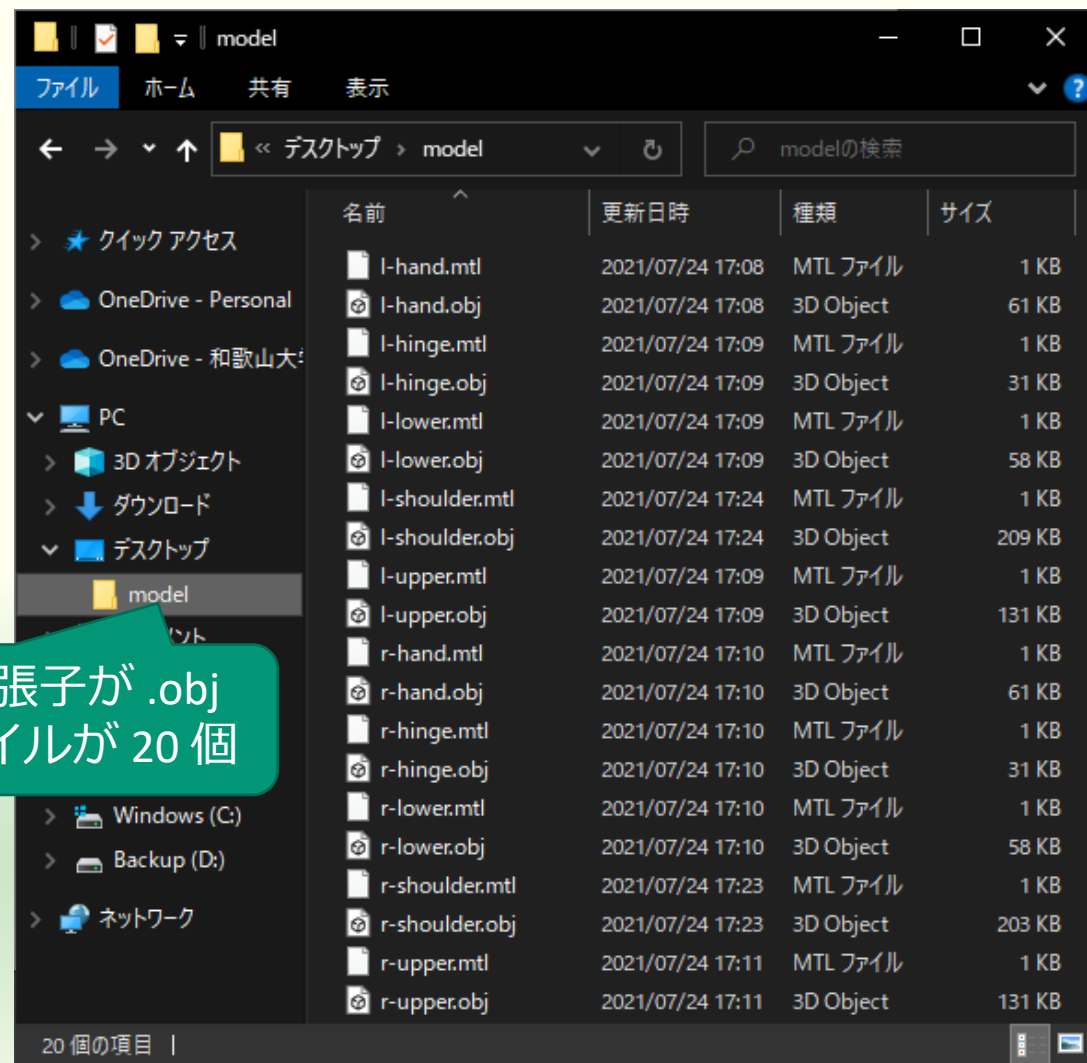 model
ファイル ホーム 共有 表示
« デスクトップ › model modelの検索
名前 更新日時 種類 サイズ
クイック アクセス
OneDrive - Personal
OneDrive - 和歌山大
PC
3D オブジェクト
ダウンロード
デスクトップ
model
張子が .obj
イルが 20 個
Windows (C:)
Backup (D:)
ネットワーク
l-hand.mtl 2021/07/24 17:08 MTL ファイル 1 KB
l-hand.obj 2021/07/24 17:08 3D Object 61 KB
l-hinge.mtl 2021/07/24 17:09 MTL ファイル 1 KB
l-hinge.obj 2021/07/24 17:09 3D Object 31 KB
l-lower.mtl 2021/07/24 17:09 MTL ファイル 1 KB
l-lower.obj 2021/07/24 17:09 3D Object 58 KB
l-shoulder.mtl 2021/07/24 17:24 MTL ファイル 1 KB
l-shoulder.obj 2021/07/24 17:24 3D Object 209 KB
l-upper.mtl 2021/07/24 17:09 MTL ファイル 1 KB
l-upper.obj 2021/07/24 17:09 3D Object 131 KB
r-hand.mtl 2021/07/24 17:10 MTL ファイル 1 KB
r-hand.obj 2021/07/24 17:10 3D Object 61 KB
r-hinge.mtl 2021/07/24 17:10 MTL ファイル 1 KB
r-hinge.obj 2021/07/24 17:10 3D Object 31 KB
r-lower.mtl 2021/07/24 17:10 MTL ファイル 1 KB
r-lower.obj 2021/07/24 17:10 3D Object 58 KB
r-shoulder.mtl 2021/07/24 17:23 MTL ファイル 1 KB
r-shoulder.obj 2021/07/24 17:23 3D Object 203 KB
r-upper.mtl 2021/07/24 17:11 MTL ファイル 1 KB
r-upper.obj 2021/07/24 17:11 3D Object 131 KB
20 個の項目